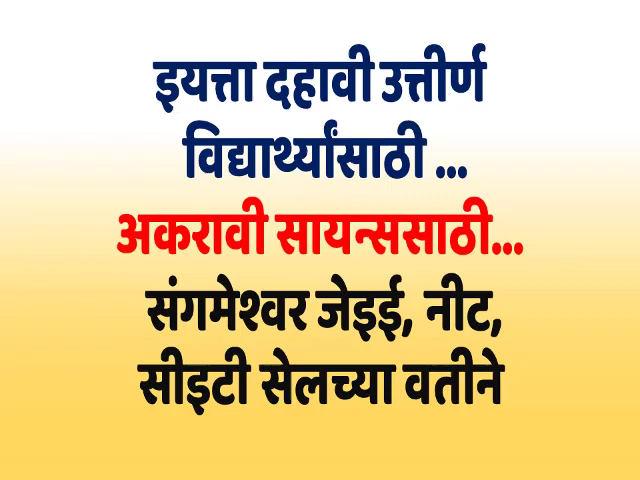 इयत्ता दहावी उत्तीर्ण
विद्यार्थ्यांसाठी ...
अकरावी सायन्ससाठी...
संगमेश्वर जेइई, नीट,
सीइटी सेलच्या वतीने